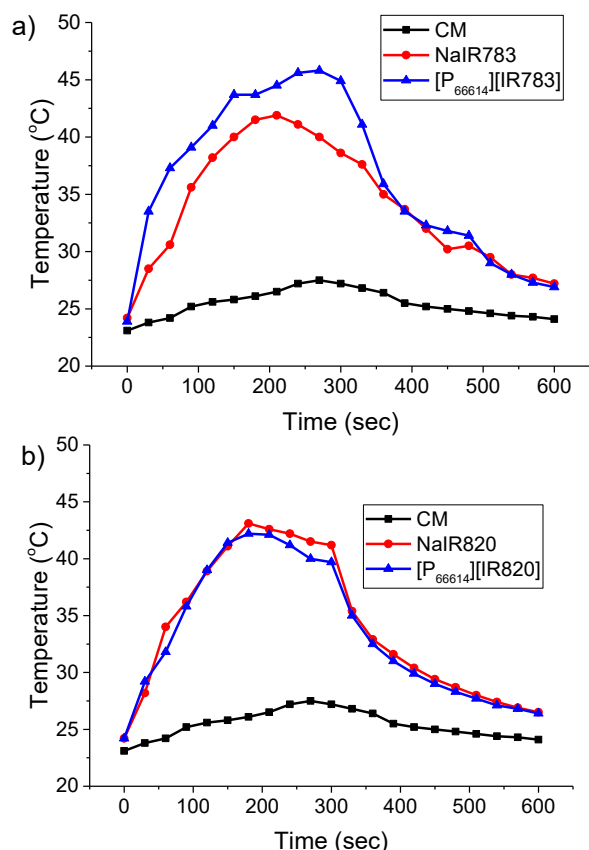 a)
50
45
40
35
30
25
20
Temperature (°C)
CM
NaIR783
[P₆₆₆₁₄][IR783]
0 100 200 300 400 500 600
Time (sec)
b)
50
45
40
35
30
25
20
Temperature (°C)
CM
NaIR820
[P₆₆₆₁₄][IR820]
0 100 200 300 400 500 600
Time (sec)